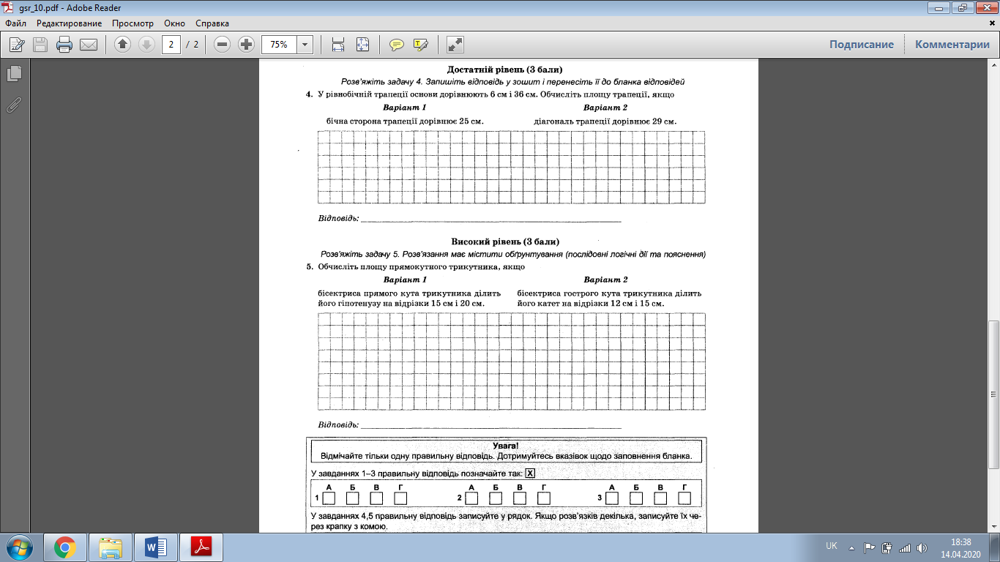 gsr_10.pdf - Adobe Reader
Файл Редактирование Просмотр Окно Справка
2 / 2 75% Подписание Комментарии
Достатній рівень (3 бали)
Розв'яжіть задачу 4. Запишіть відповідь у зошит і перенесіть її до бланка відповідей
4. У рівнобічній трапеції основи дорівнюють 6 см і 36 см. Обчисліть площу трапеції, якщо
Варіант 1 Варіант 2
бічна сторона трапеції дорівнює 25 см. діагональ трапеції дорівнює 29 см.
Відповідь:
Високий рівень (3 бали)
Розв'яжіть задачу 5. Розв'язання має містити обґрунтування (послідовні логічні дії та пояснення)
5. Обчисліть площу прямокутного трикутника, якщо
Варіант 1 Варіант 2
бісектриса прямого кута трикутника ділить бісектриса гострого кута трикутника ділить
його гіпотенузу на відрізки 15 см і 20 см. його катет на відрізки 12 см і 15 см.
Відповідь:
Увага!
Відмічайте тільки одну правильну відповідь. Дотримуйтесь вказівок щодо заповнення бланка.
У завданнях 1–3 правильну відповідь позначайте так: X
А Б В Г А Б В Г А Б В Г
1 2 3
У завданнях 4,5 правильну відповідь записуйте у рядок. Якщо розв'язків декілька, записуйте їх че-
рез крапку з комою.
UK 18:38
14.04.2020